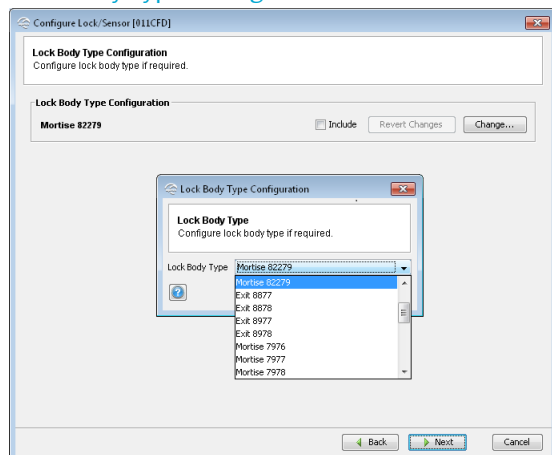 Configure Lock/Sensor [011CFD]
Lock Body Type Configuration
Configure lock body type if required.
Lock Body Type Configuration
Mortise 82279
Include
Revert Changes
Change...
Lock Body Type Configuration
Lock Body Type
Configure lock body type if required.
Lock Body Type
Mortise 82279
Mortise 82279
Exit 8877
Exit 8878
Exit 8977
Exit 8978
Mortise 7976
Mortise 7977
Mortise 7978
Back
Next
Cancel